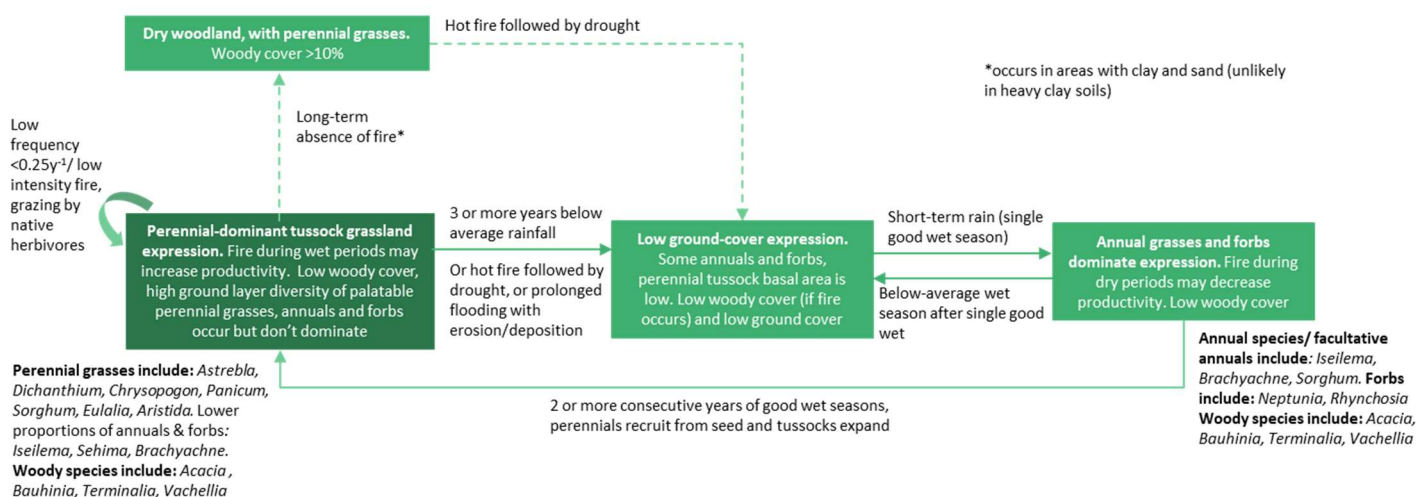 Dry woodland, with perennial grasses.
Woody cover >10%
Hot fire followed by drought
*occurs in areas with clay and sand (unlikely
in heavy clay soils)
Long-term
absence of fire*
Low
frequency
<0.25y⁻¹/ low
intensity fire,
grazing by
native
herbivores
Perennial-dominant tussock grassland
expression. Fire during wet periods may
increase productivity.  Low woody cover,
high ground layer diversity of palatable
perennial grasses, annuals and forbs
occur but don’t dominate
3 or more years below
average rainfall
Or hot fire followed by
drought, or prolonged
flooding with
erosion/deposition
Low ground-cover expression.
Some annuals and forbs,
perennial tussock basal area is
low. Low woody cover (if fire
occurs) and low ground cover
Short-term rain (single
good wet season)
Below-average wet
season after single good
wet
Annual grasses and forbs
dominate expression. Fire during
dry periods may decrease
productivity. Low woody cover
Perennial grasses include: Astrebla,
Dichanthium, Chrysopogon, Panicum,
Sorghum, Eulalia, Aristida. Lower
proportions of annuals & forbs:
Iseilema, Sehima, Brachyachne.
Woody species include: Acacia ,
Bauhinia, Terminalia, Vachellia
2 or more consecutive years of good wet seasons,
perennials recruit from seed and tussocks expand
Annual species/ facultative
annuals include: Iseilema,
Brachyachne, Sorghum. Forbs
include: Neptunia, Rhynchosia
Woody species include: Acacia,
Bauhinia, Terminalia, Vachellia